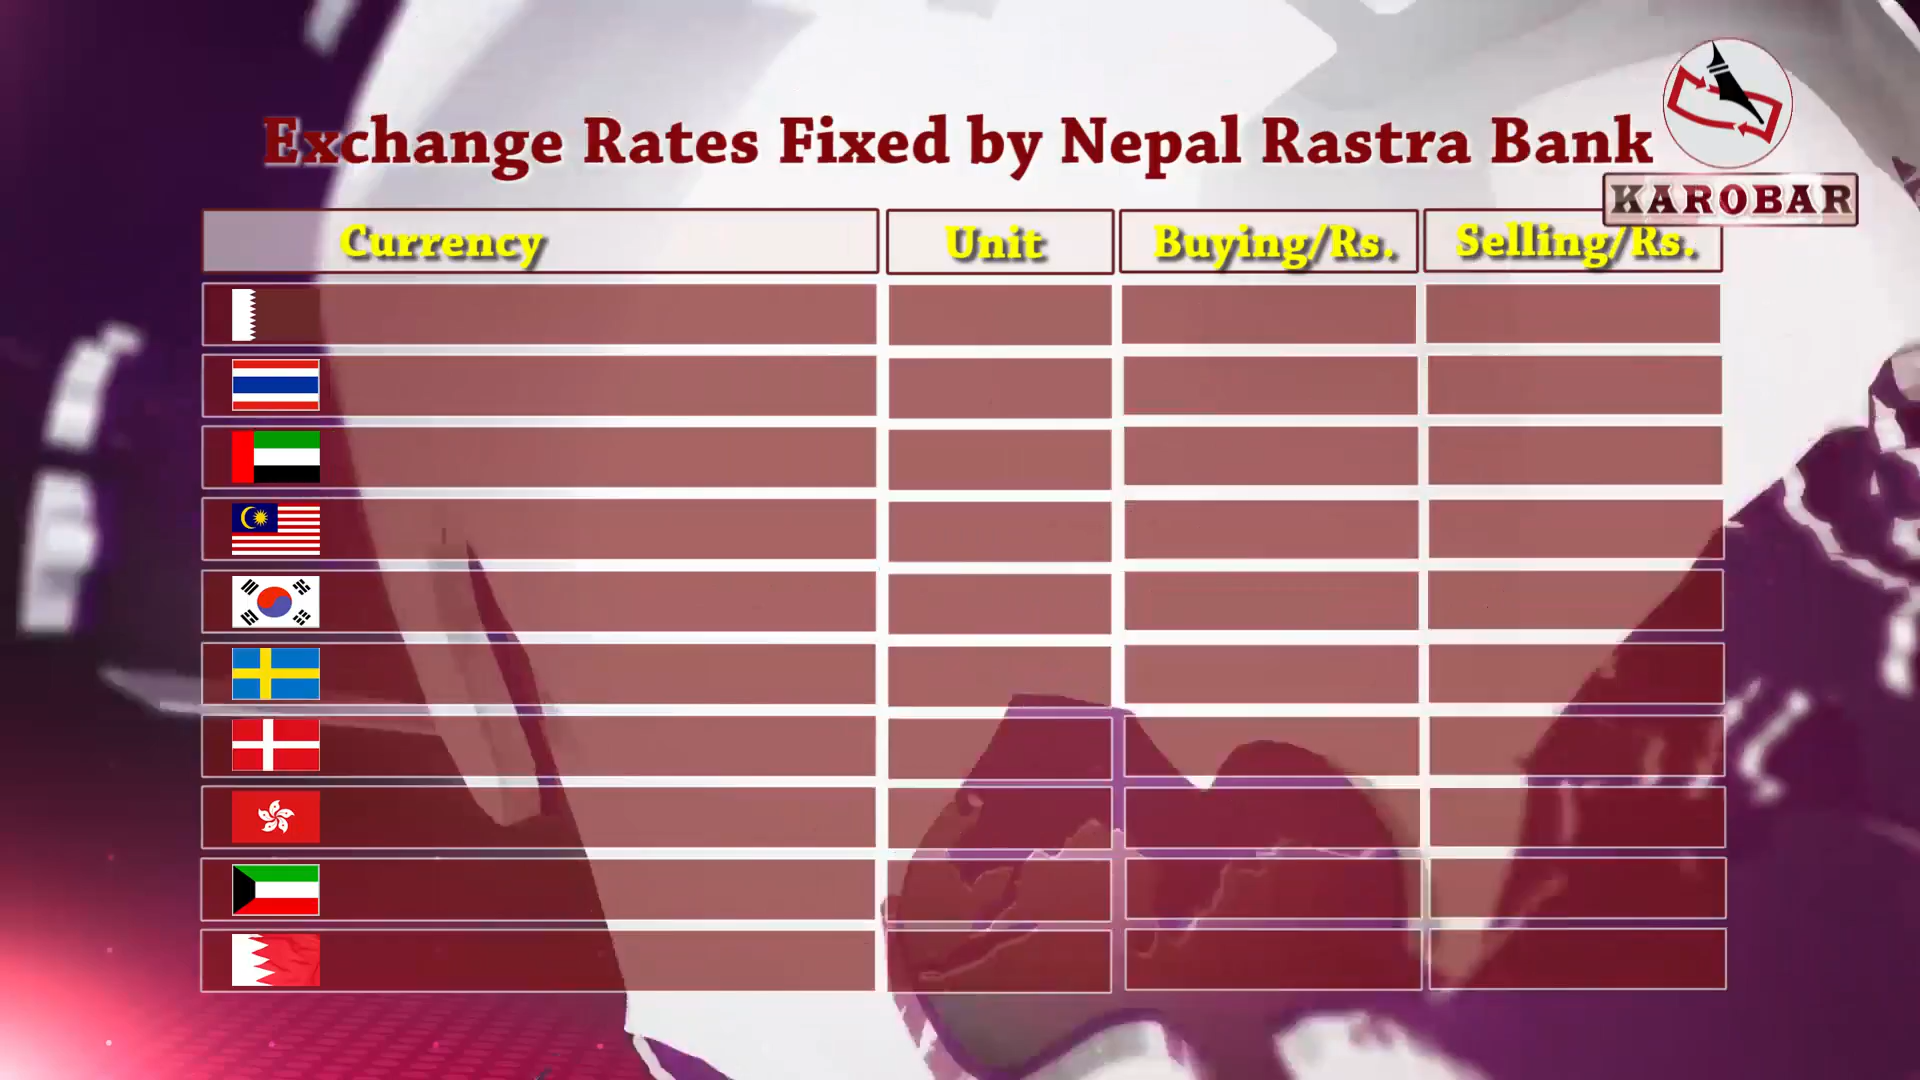 Exchange Rates Fixed by Nepal Rastra Bank
KAROBAR
Currency Unit Buying/Rs. Selling/Rs.